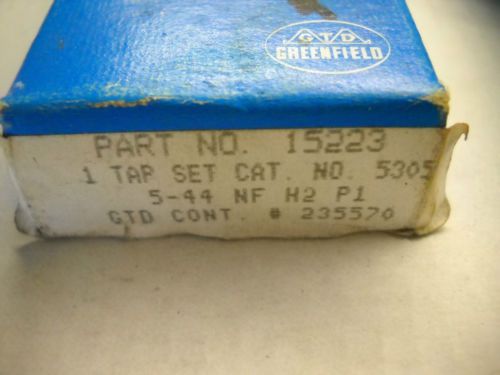 GTD
GREENFIELD
PART NO. 15223
1 TAP SET CAT. NO. 5305
5-44 NF H2 P1
GTD CONT. # 235570